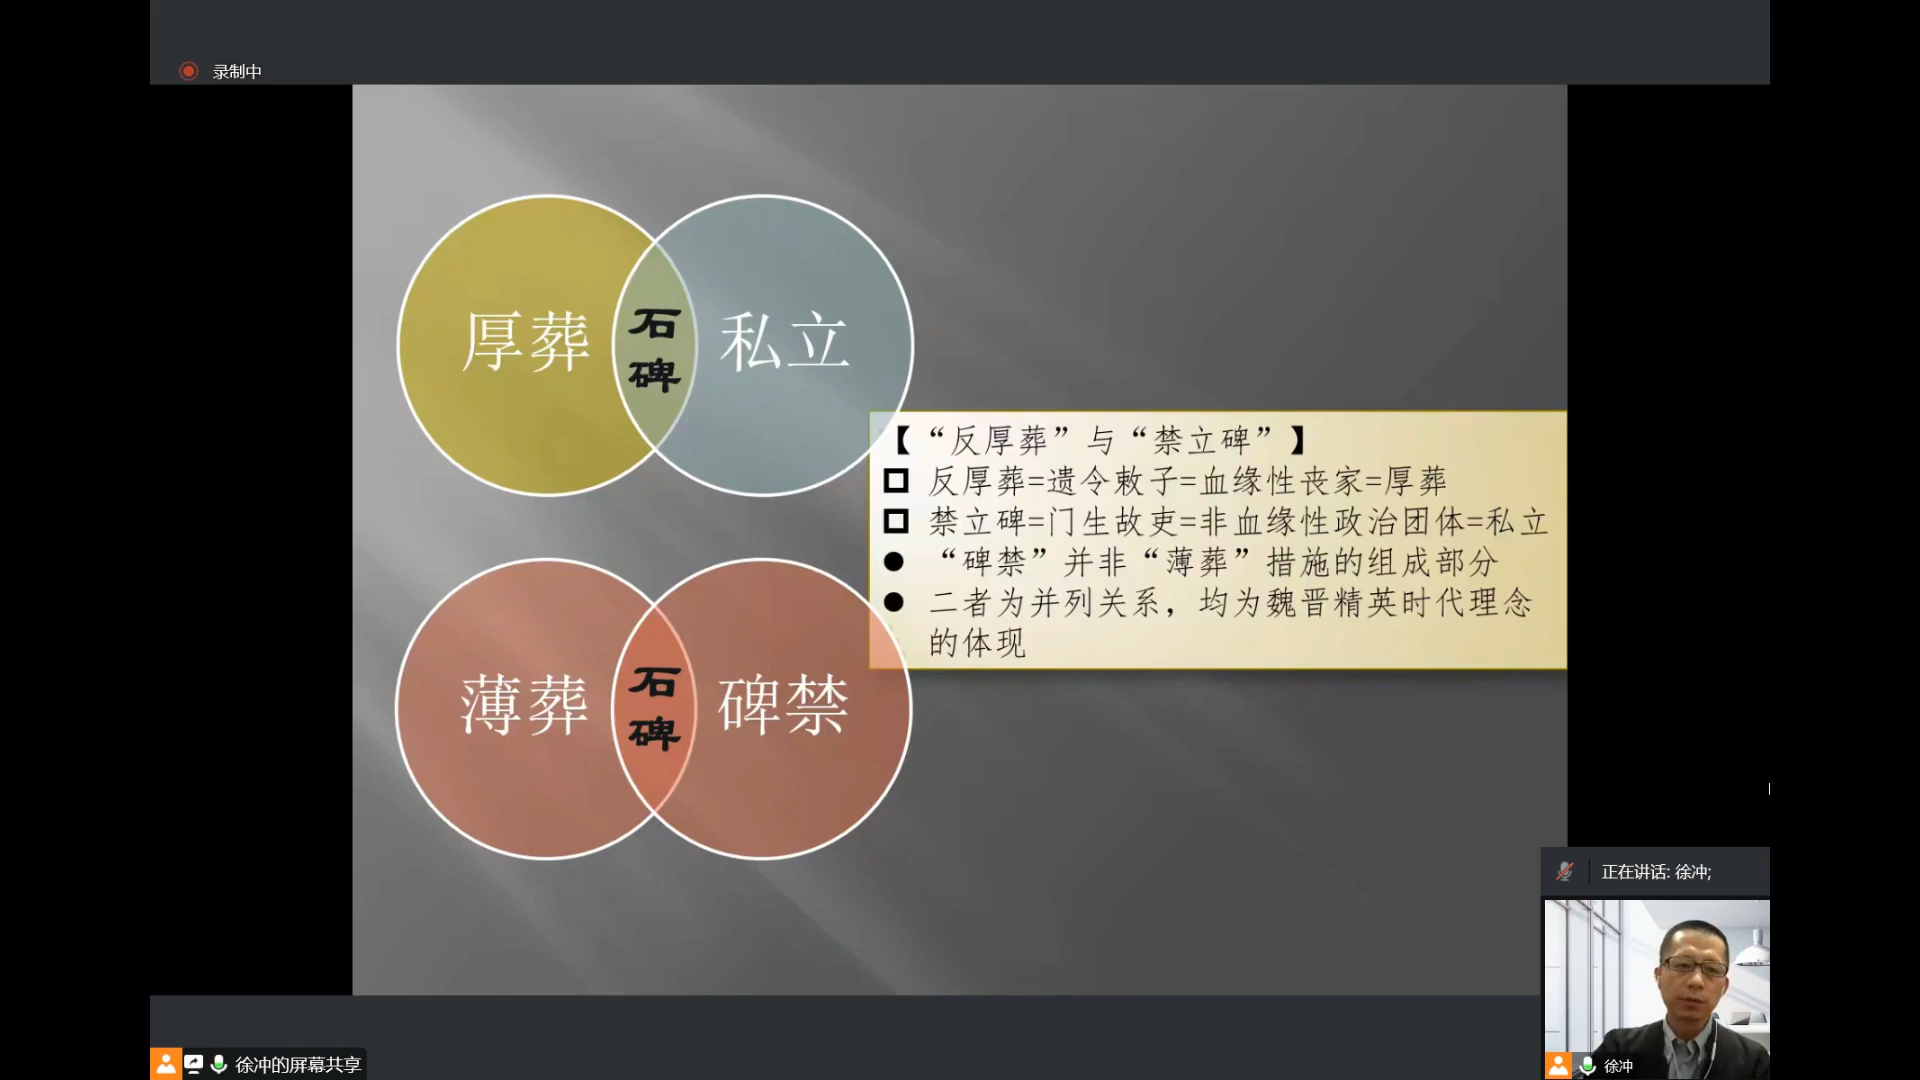 录制中
厚葬
石
碑
私立
【“反厚葬”与“禁立碑”】
反厚葬=遗令敕子=血缘性丧家=厚葬
禁立碑=门生故吏=非血缘性政治团体=私立
“碑禁”并非“薄葬”措施的组成部分
二者为并列关系，均为魏晋精英时代理念
的体现
薄葬
石
碑
碑禁
正在讲话: 徐冲;
徐冲
徐冲的屏幕共享